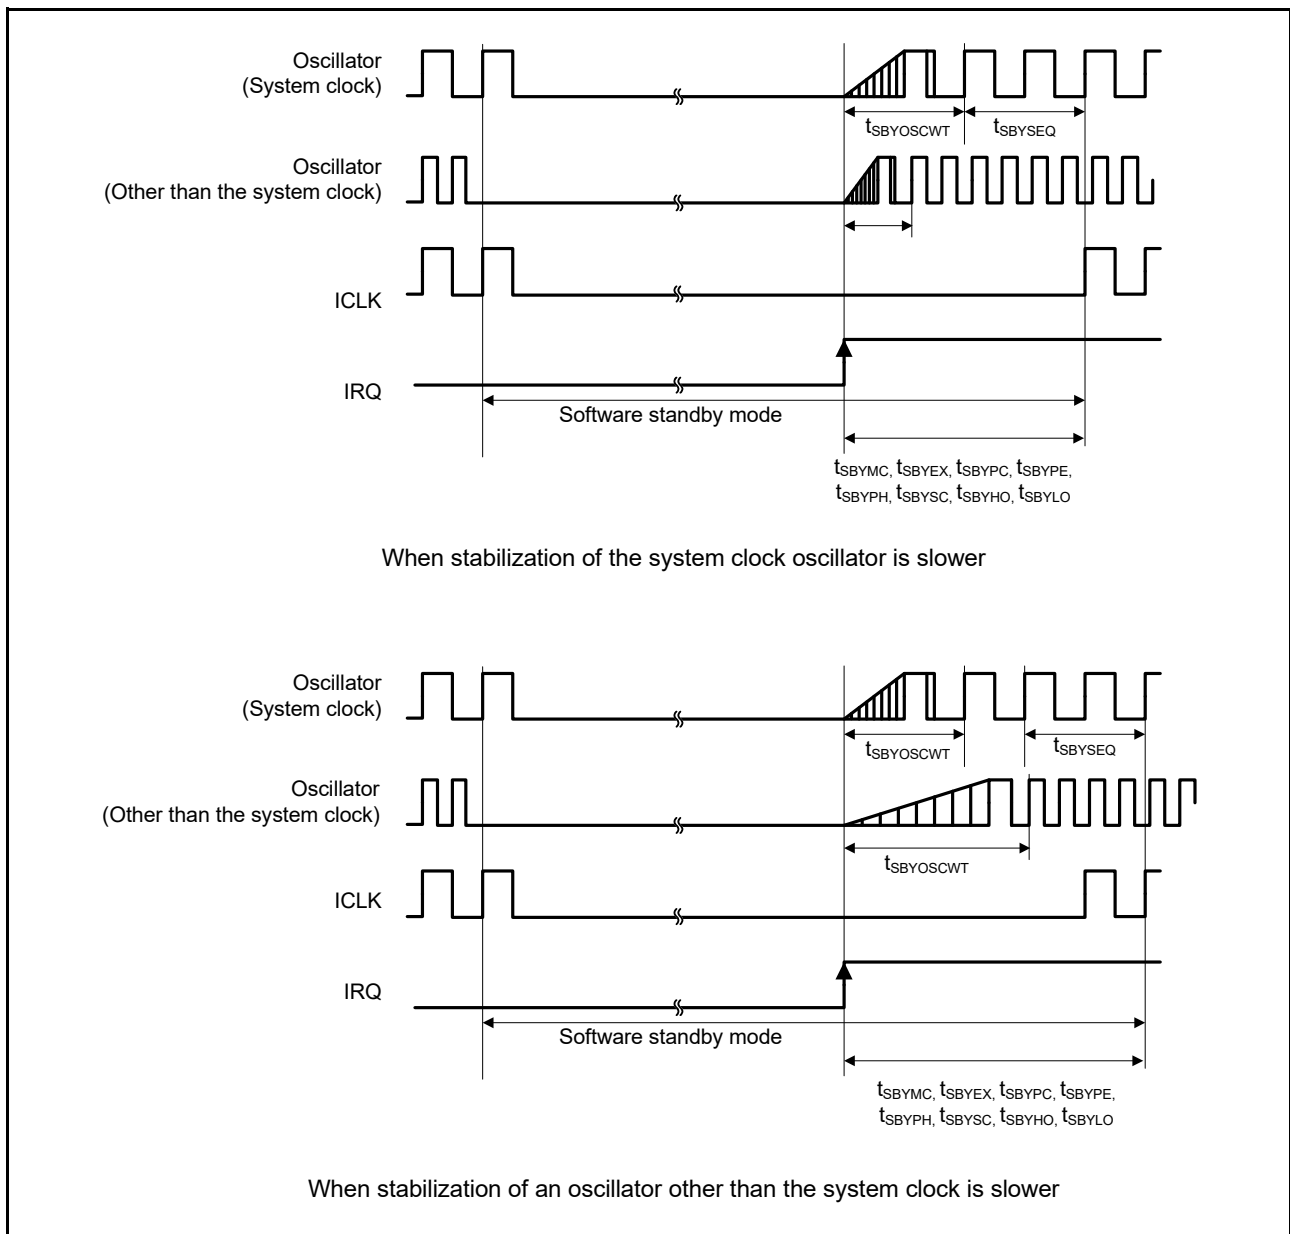 Oscillator
(System clock)
tSBYOSCWT
tSBYSEQ
Oscillator
(Other than the system clock)
ICLK
IRQ
Software standby mode
tSBYMC, tSBYEX, tSBYPC, tSBYPE,
tSBYPH, tSBYSC, tSBYHO, tSBYLO
When stabilization of the system clock oscillator is slower
Oscillator
(System clock)
tSBYOSCWT
tSBYSEQ
Oscillator
(Other than the system clock)
tSBYOSCWT
ICLK
IRQ
Software standby mode
tSBYMC, tSBYEX, tSBYPC, tSBYPE,
tSBYPH, tSBYSC, tSBYHO, tSBYLO
When stabilization of an oscillator other than the system clock is slower